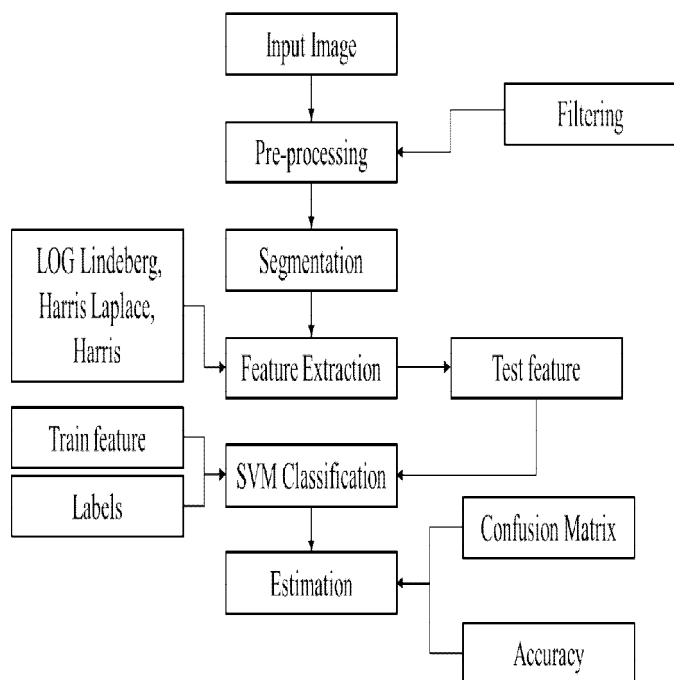 Input Image
Filtering
Pre-processing
Segmentation
LOG Lindeberg,
Harris Laplace,
Harris
Feature Extraction
Test feature
Train feature
Labels
SVM Classification
Confusion Matrix
Estimation
Accuracy